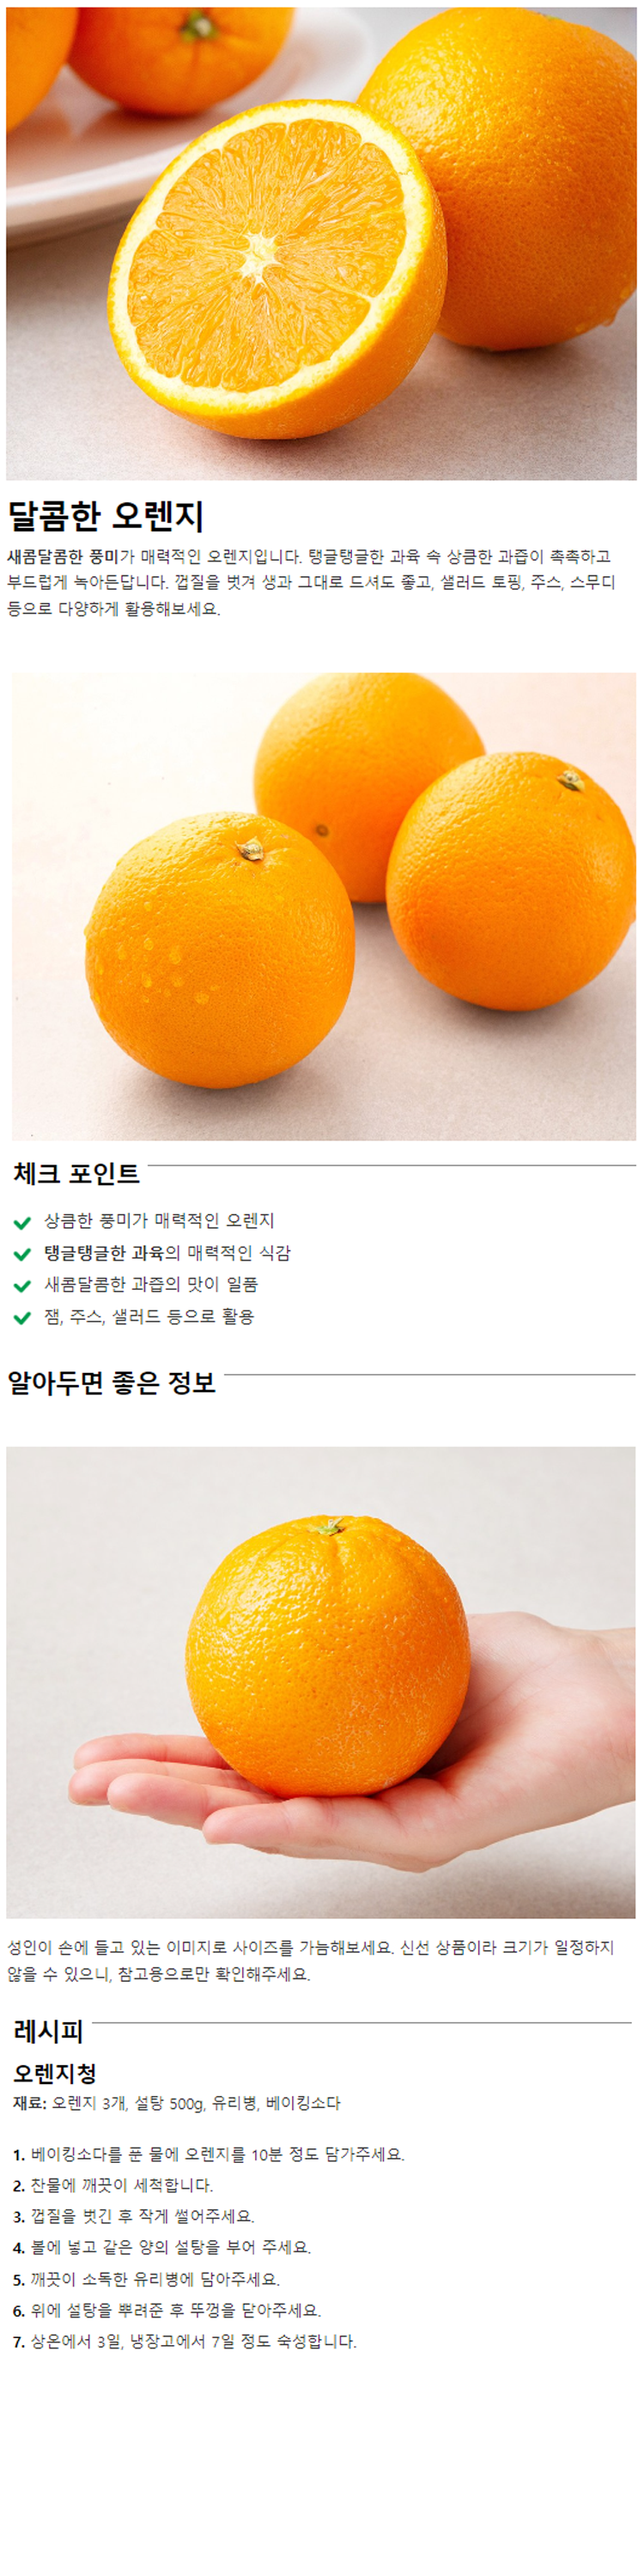 달콤한 오렌지
새콤달콤한 풍미가 매력적인 오렌지입니다. 탱글탱글한 과육 속 상큼한 과즙이 촉촉하고
부드럽게 녹아든답니다. 껍질을 벗겨 생과 그대로 드셔도 좋고, 샐러드 토핑, 주스, 스무디
등으로 다양하게 활용해보세요.
체크 포인트
상큼한 풍미가 매력적인 오렌지
탱글탱글한 과육의 매력적인 식감
새콤달콤한 과즙의 맛이 일품
잼, 주스, 샐러드 등으로 활용
알아두면 좋은 정보
성인이 손에 들고 있는 이미지로 사이즈를 가늠해보세요. 신선 상품이라 크기가 일정하지
않을 수 있으니, 참고용으로만 확인해주세요.
레시피
오렌지청
재료: 오렌지 3개, 설탕 500g, 유리병, 베이킹소다
1. 베이킹소다를 푼 물에 오렌지를 10분 정도 담가주세요.
2. 찬물에 깨끗이 세척합니다.
3. 껍질을 벗긴 후 작게 썰어주세요.
4. 볼에 넣고 같은 양의 설탕을 부어 주세요.
5. 깨끗이 소독한 유리병에 담아주세요.
6. 위에 설탕을 뿌려준 후 뚜껑을 닫아주세요.
7. 상온에서 3일, 냉장고에서 7일 정도 숙성합니다.